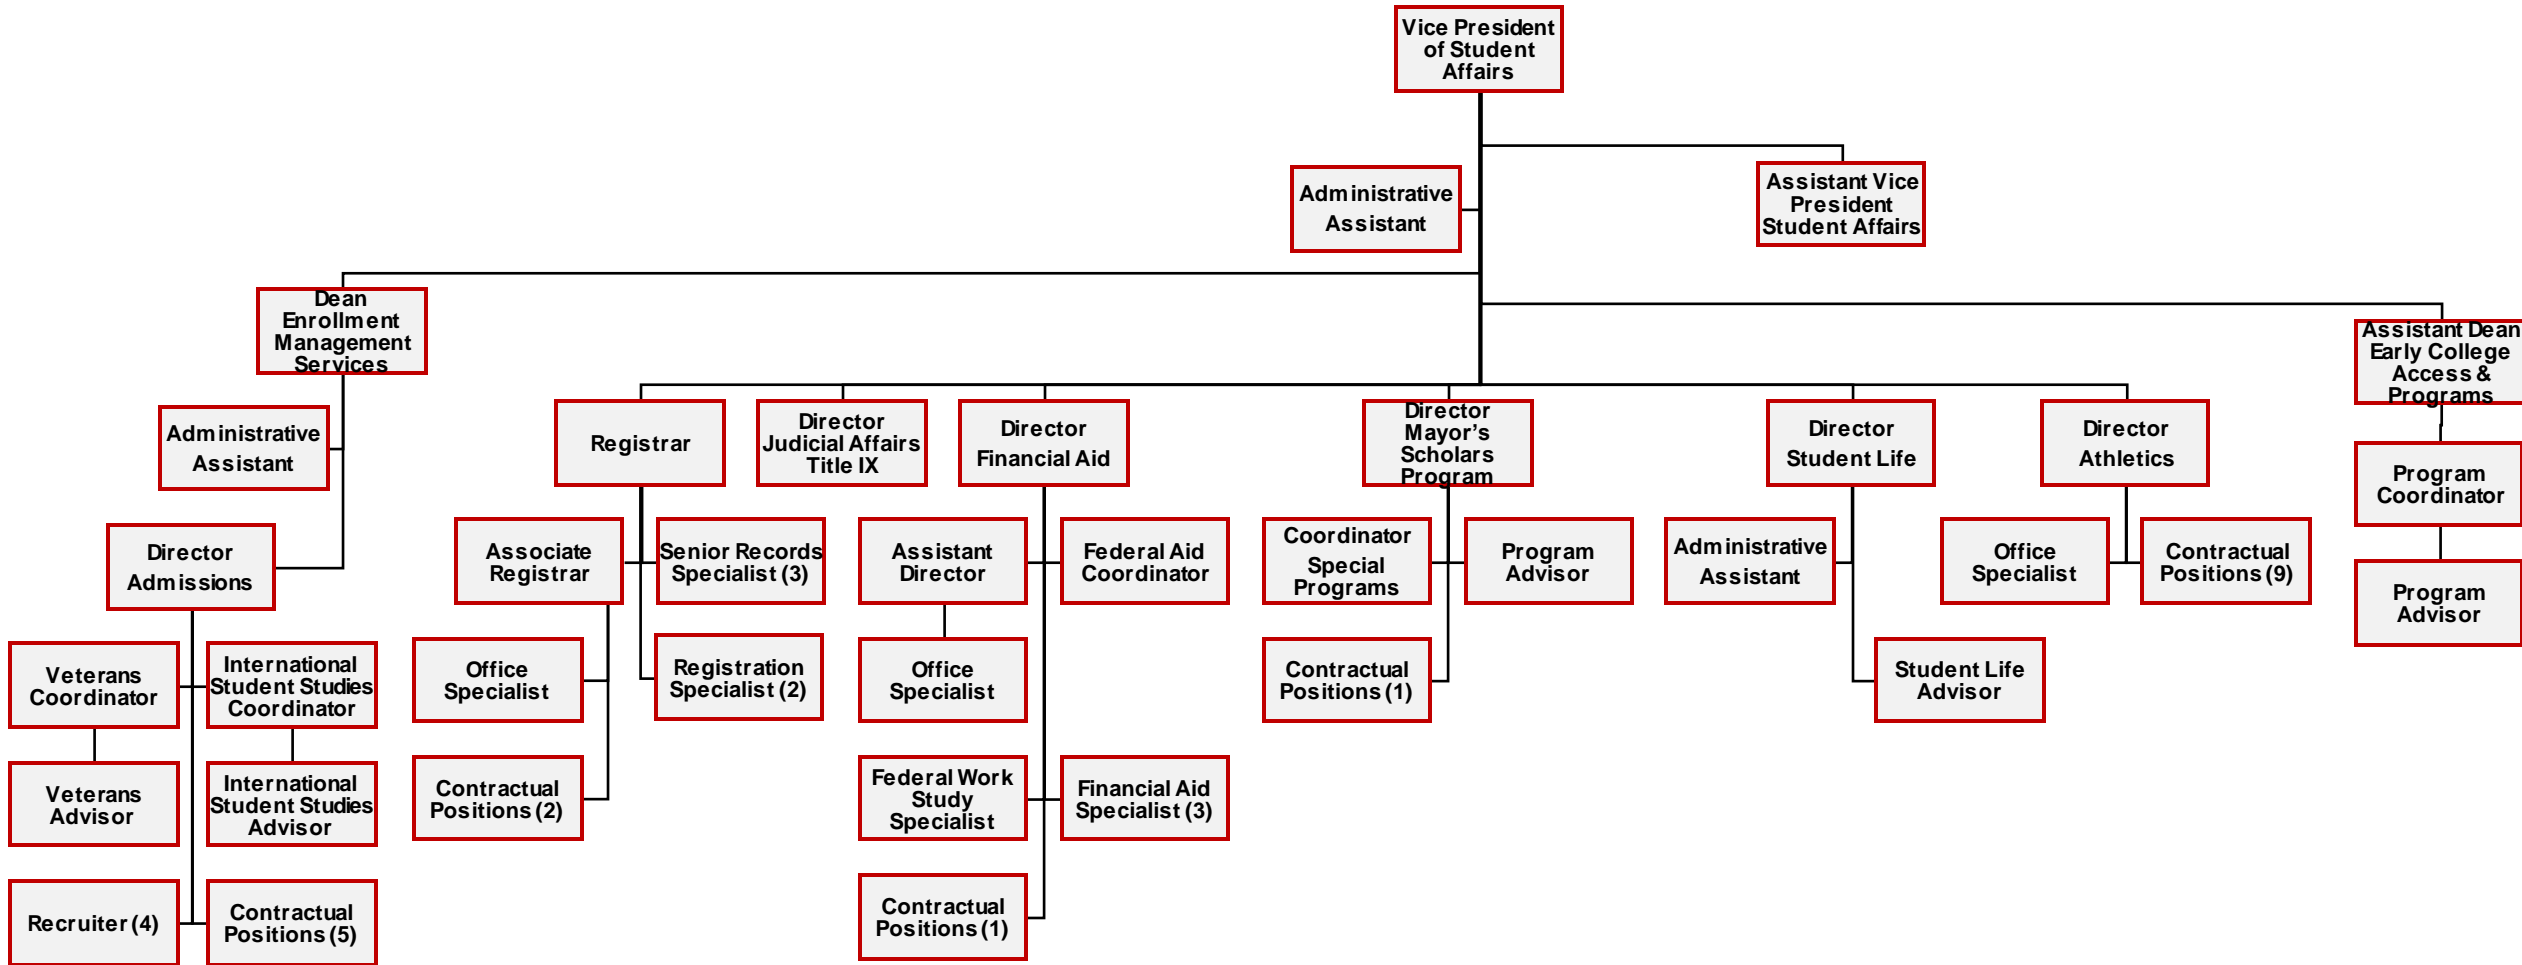 Vice President
of Student
Affairs
Administrative
Assistant
Assistant Vice
President
Student Affairs
Dean
Enrollment
Management
Services
Assistant Dean
Early College
Access &
Programs
Administrative
Assistant
Registrar
Director
Judicial Affairs
Title IX
Director
Financial Aid
Director
Mayor’s
Scholars
Program
Director
Student Life
Director
Athletics
Program
Coordinator
Director
Admissions
Associate
Registrar
Senior Records
Specialist (3)
Assistant
Director
Federal Aid
Coordinator
Coordinator
Special
Programs
Program
Advisor
Administrative
Assistant
Office
Specialist
Contractual
Positions (9)
Program
Advisor
Veterans
Coordinator
International
Student Studies
Coordinator
Office
Specialist
Registration
Specialist (2)
Office
Specialist
Contractual
Positions (1)
Student Life
Advisor
Veterans
Advisor
International
Student Studies
Advisor
Contractual
Positions (2)
Federal Work
Study
Specialist
Financial Aid
Specialist (3)
Recruiter (4)
Contractual
Positions (5)
Contractual
Positions (1)